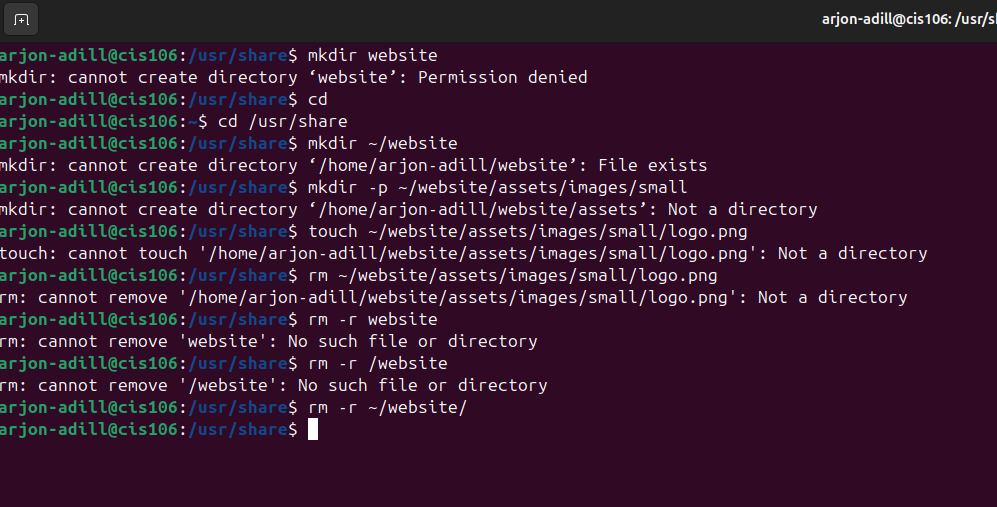 arjon-adill@cis106: /usr/sh
arjon-adill@cis106:/usr/share$ mkdir website
mkdir: cannot create directory ‘website’: Permission denied
arjon-adill@cis106:/usr/share$ cd
arjon-adill@cis106:~$ cd /usr/share
arjon-adill@cis106:/usr/share$ mkdir ~/website
mkdir: cannot create directory ‘/home/arjon-adill/website’: File exists
arjon-adill@cis106:/usr/share$ mkdir -p ~/website/assets/images/small
mkdir: cannot create directory ‘/home/arjon-adill/website/assets’: Not a directory
arjon-adill@cis106:/usr/share$ touch ~/website/assets/images/small/logo.png
touch: cannot touch '/home/arjon-adill/website/assets/images/small/logo.png': Not a directory
arjon-adill@cis106:/usr/share$ rm ~/website/assets/images/small/logo.png
rm: cannot remove '/home/arjon-adill/website/assets/images/small/logo.png': Not a directory
arjon-adill@cis106:/usr/share$ rm -r website
rm: cannot remove 'website': No such file or directory
arjon-adill@cis106:/usr/share$ rm -r /website
rm: cannot remove '/website': No such file or directory
arjon-adill@cis106:/usr/share$ rm -r ~/website/
arjon-adill@cis106:/usr/share$